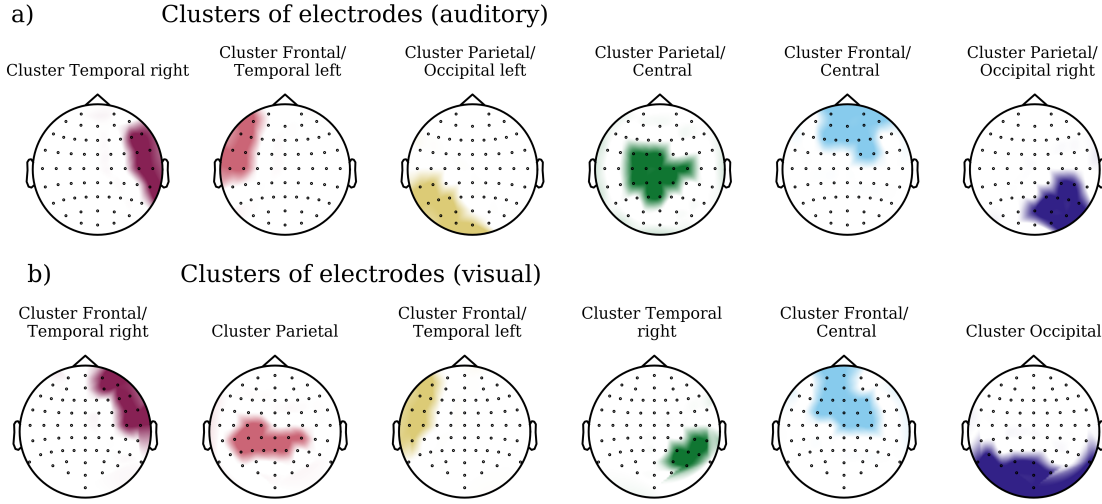 a)
Clusters of electrodes (auditory)
Cluster Temporal right
Cluster Frontal/
Temporal left
Cluster Parietal/
Occipital left
Cluster Parietal/
Central
Cluster Frontal/
Central
Cluster Parietal/
Occipital right
b)
Clusters of electrodes (visual)
Cluster Frontal/
Temporal right
Cluster Parietal
Cluster Frontal/
Temporal left
Cluster Temporal
right
Cluster Frontal/
Central
Cluster Occipital